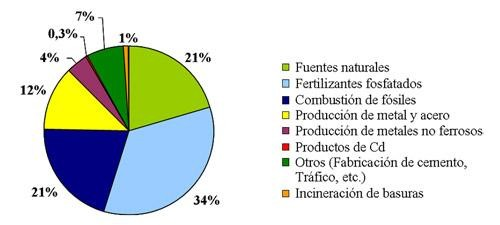 7%
1%
0,3%
21%
4%
12%
21%
34%
Fuentes naturales
Fertilizantes fosfatados
Combustión de fósiles
Producción de metal y acero
Producción de metales no ferrosos
Productos de Cd
Otros (Fabricación de cemento,
Tráfico, etc.)
Incineración de basuras